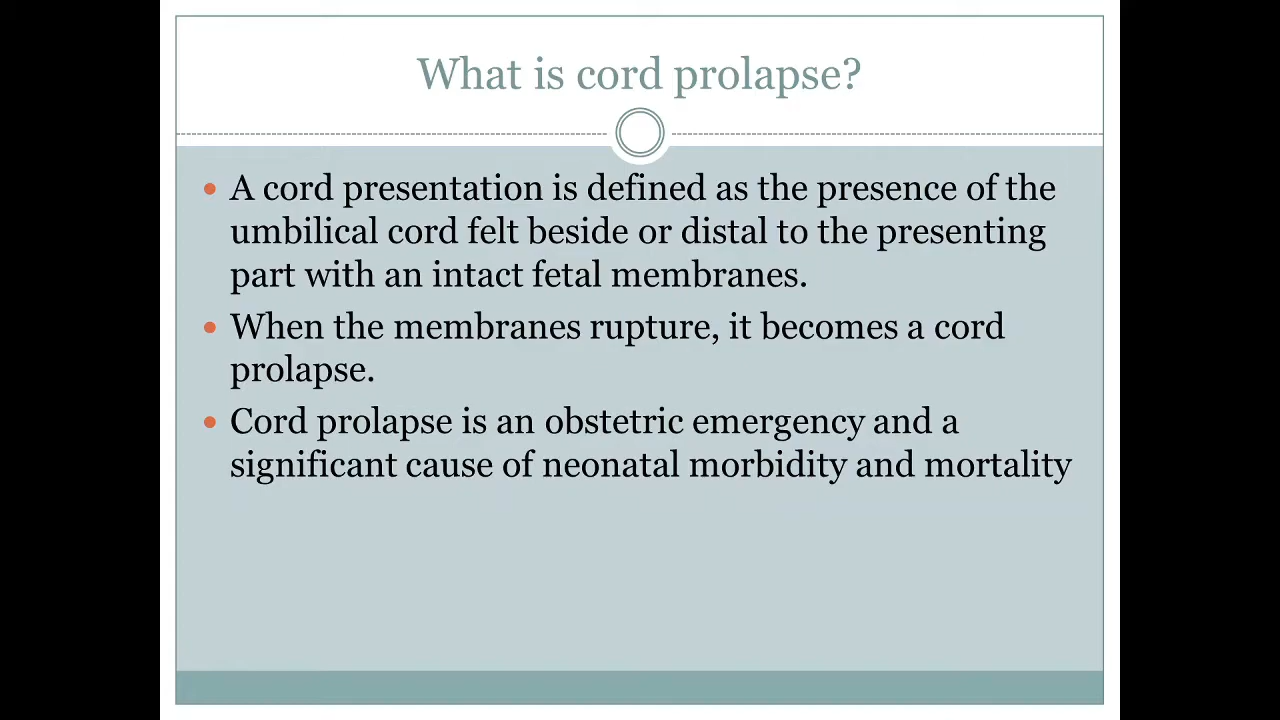 What is cord prolapse?
• A cord presentation is defined as the presence of the
umbilical cord felt beside or distal to the presenting
part with an intact fetal membranes.
• When the membranes rupture, it becomes a cord
prolapse.
• Cord prolapse is an obstetric emergency and a
significant cause of neonatal morbidity and mortality